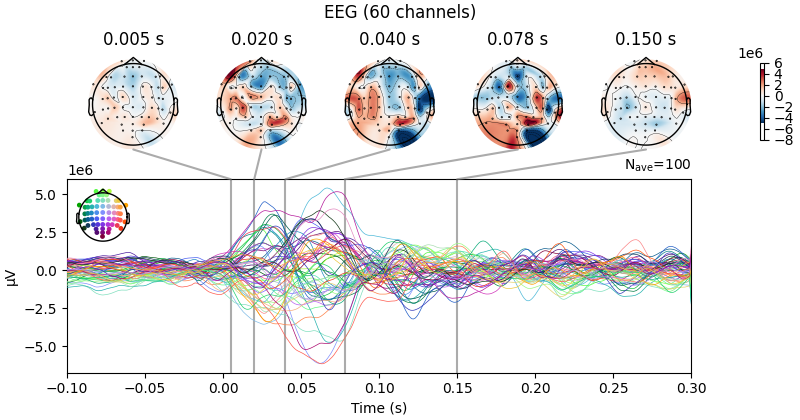 EEG (60 channels)
0.005 s 0.020 s 0.040 s 0.078 s 0.150 s
1e6
6
4
2
0
−2
−4
−6
−8
Nave=100
1e6
5.0
2.5
0.0
−2.5
−5.0
µV
−0.10 −0.05 0.00 0.05 0.10 0.15 0.20 0.25 0.30
Time (s)